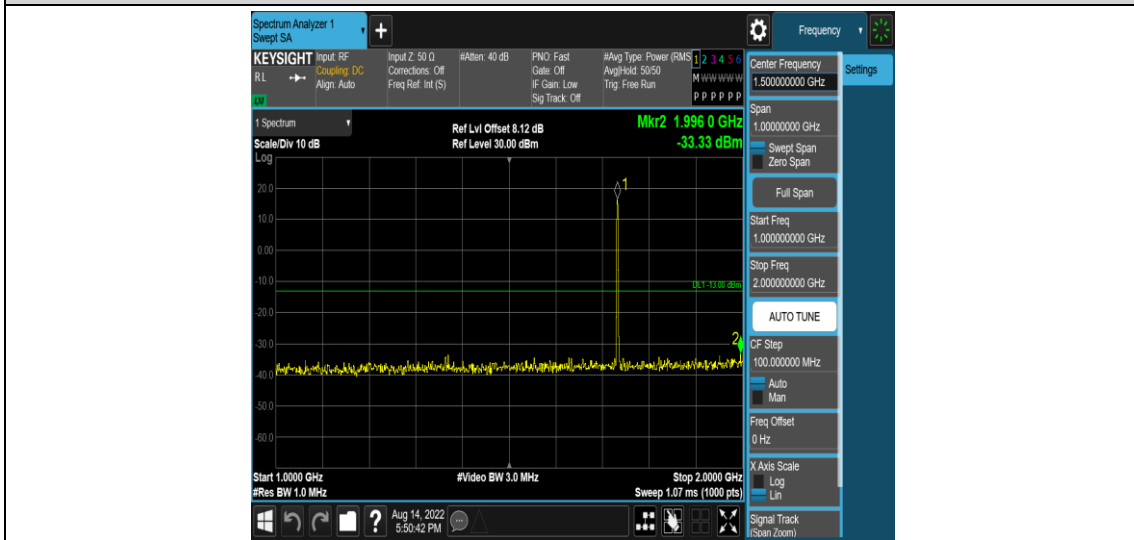 Spectrum Analyzer 1
Swept SA
+
Frequency
KEYSIGHT
RL
LXI
Input: RF
Coupling: DC
Align: Auto
Input Z: 50 Ω
Corrections: Off
Freq Ref: Int (S)
#Atten: 40 dB
PNO: Fast
Gate: Off
IF Gain: Low
Sig Track: Off
#Avg Type: Power (RMS
Avg|Hold: 50/50
Trig: Free Run
1 2 3 4 5 6
M W W W W W
P P P P P P
1 Spectrum
Scale/Div 10 dB
Log
Ref Lvl Offset 8.12 dB
Ref Level 30.00 dBm
Mkr2 1.996 0 GHz
-33.33 dBm
20.0
10.0
0.00
-10.0
-20.0
-30.0
-40.0
-50.0
-60.0
1
DL1 -13.00 dBm
2
Start 1.0000 GHz
#Res BW 1.0 MHz
#Video BW 3.0 MHz
Stop 2.0000 GHz
Sweep 1.07 ms (1000 pts)
Center Frequency
1.50000000 GHz
Settings
Span
1.00000000 GHz
Swept Span
Zero Span
Full Span
Start Freq
1.000000000 GHz
Stop Freq
2.000000000 GHz
AUTO TUNE
CF Step
100.000000 MHz
Auto
Man
Freq Offset
0 Hz
X Axis Scale
Log
Lin
Signal Track
(Span Zoom)
?
Aug 14, 2022
5:50:42 PM